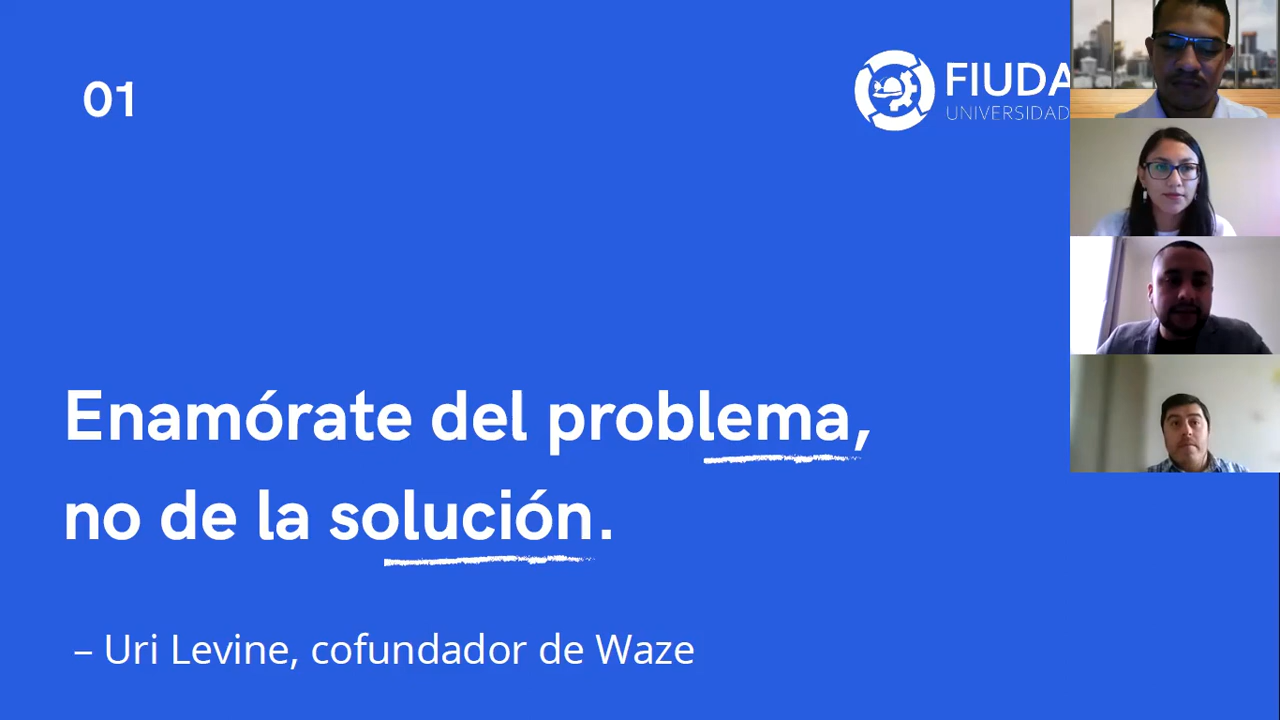 01
FIUDA
UNIVERSIDAD
Enamórate del problema,
no de la solución.
– Uri Levine, cofundador de Waze